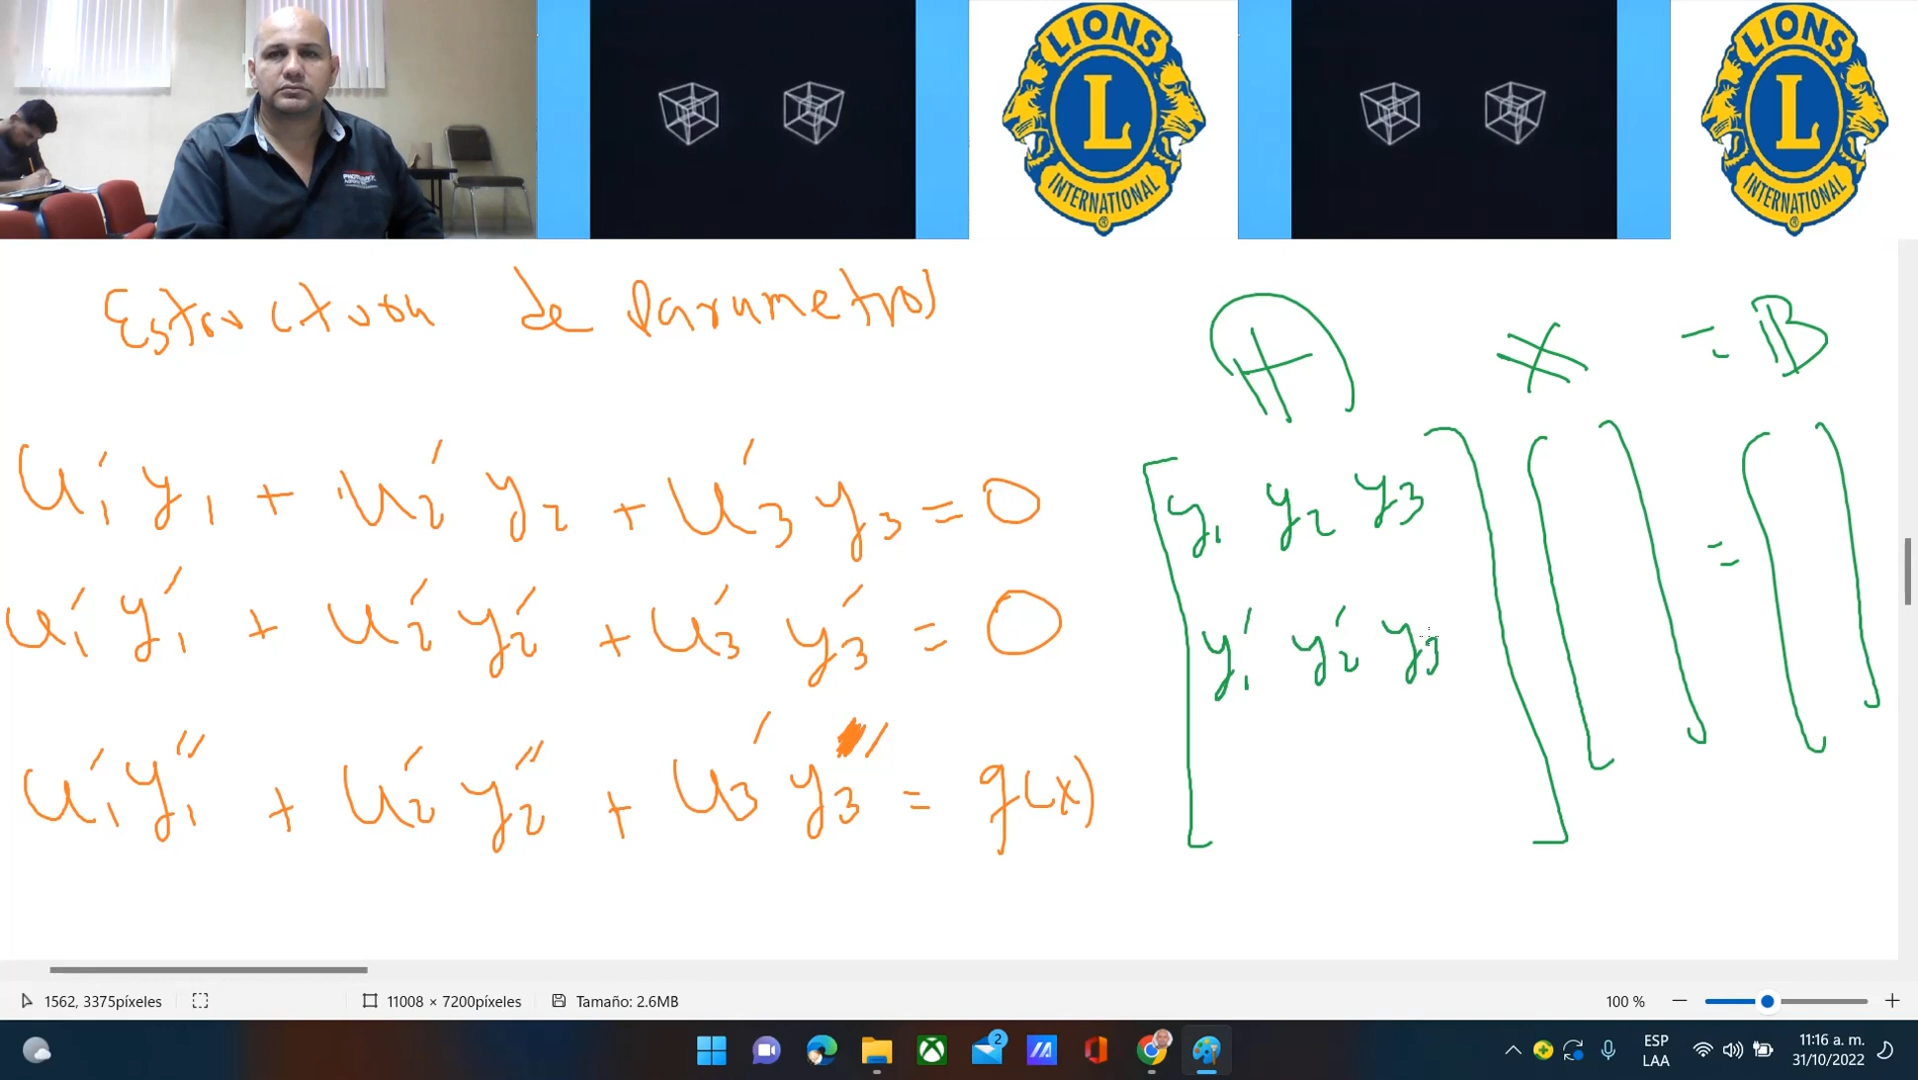 LIONS
L
INTERNATIONAL
®
LIONS
L
INTERNATIONAL
®
Estructura de Parametros
A X = B
u₁' y₁ + u₂' y₂ + u₃' y₃ = 0
u₁' y₁' + u₂' y₂' + u₃' y₃' = 0
u₁' y₁'' + u₂' y₂'' + u₃' y₃'' = g(x)
y₁ y₂ y₃
=
y₁' y₂' y₃
1562, 3375píxeles
11008 × 7200píxeles
Tamaño: 2.6MB
100 %
2
ESP
LAA
11:16 a. m.
31/10/2022